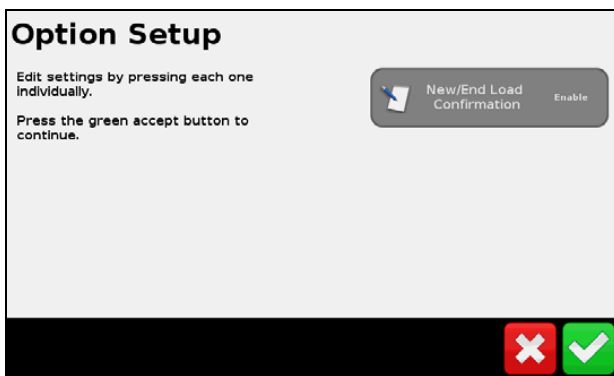 Option Setup
Edit settings by pressing each one
individually.
Press the green accept button to
continue.
New/End Load
Confirmation
Enable